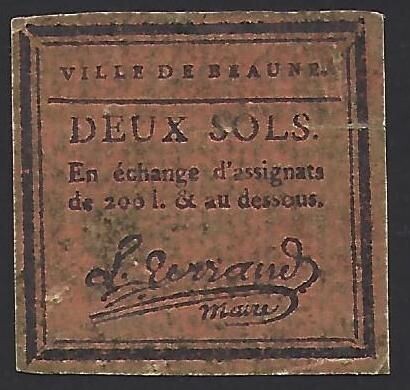 VILLE DE BEAUNE.
DEUX SOLS.
En échange d'assignats
de 200 l. & au dessous.
maire